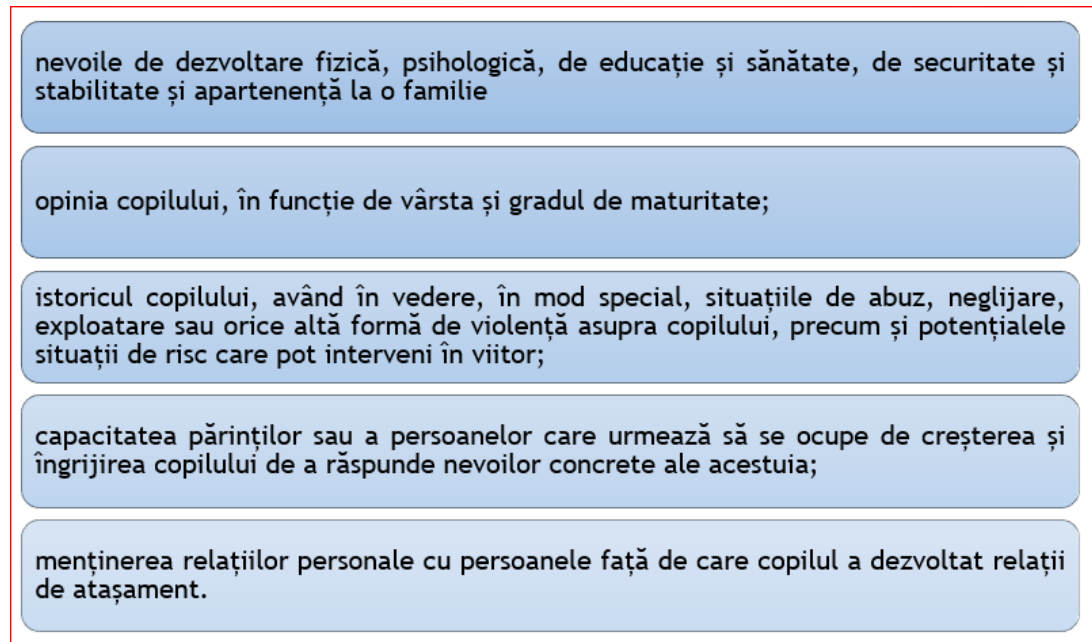 nevoile de dezvoltare fizică, psihologică, de educație și sănătate, de securitate și
stabilitate și apartenență la o familie
opinia copilului, în funcție de vârsta și gradul de maturitate;
istoricul copilului, având în vedere, în mod special, situațiile de abuz, neglijare,
exploatare sau orice altă formă de violență asupra copilului, precum și potențialele
situații de risc care pot interveni în viitor;
capacitatea părinților sau a persoanelor care urmează să se ocupe de creșterea și
îngrijirea copilului de a răspunde nevoilor concrete ale acestuia;
menținerea relațiilor personale cu persoanele față de care copilul a dezvoltat relații
de atașament.